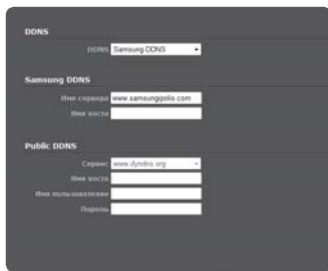 DDNS
DDNS Samsung DDNS
Samsung DDNS
Имя сервера www.samsungipolis.com
Имя хоста
Public DDNS
Сервис www.dyndns.org
Имя хоста
Имя пользователя
Пароль